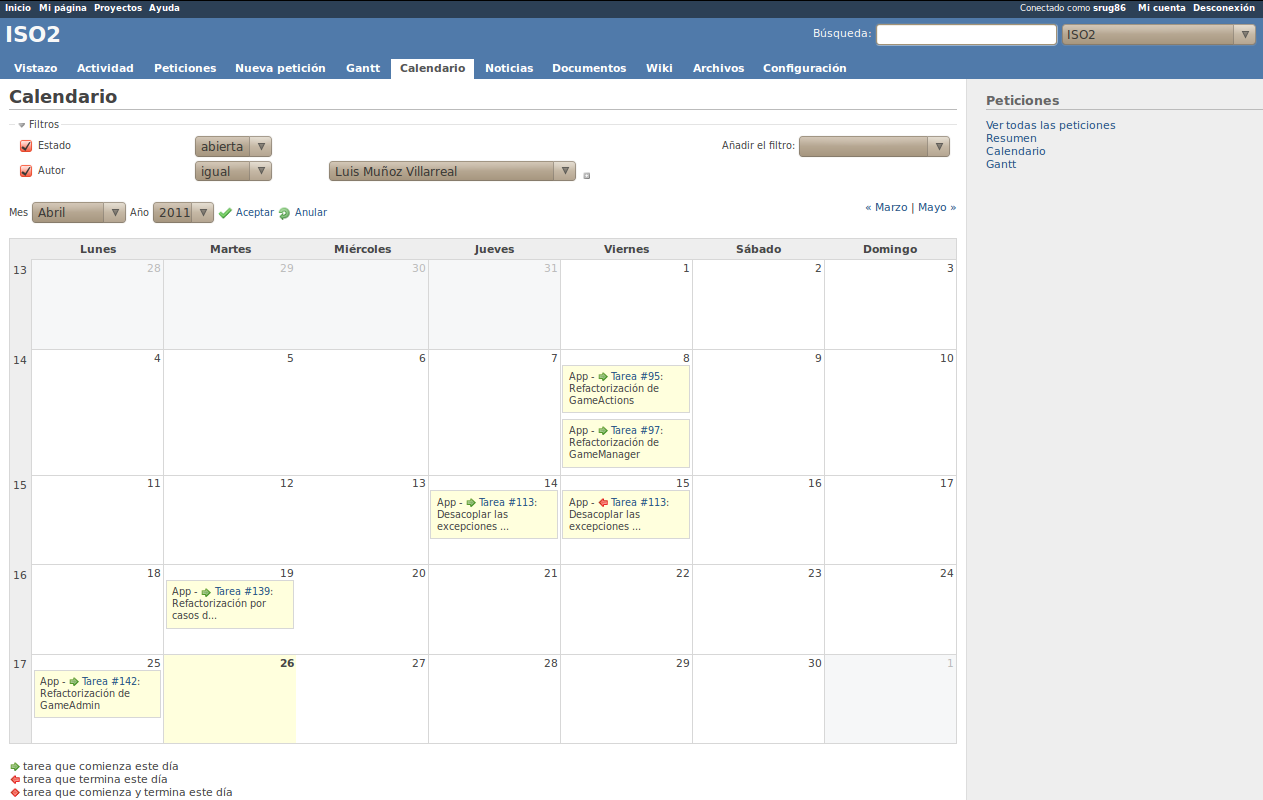 Inicio Mi página Proyectos Ayuda
Conectado como srug86 Mi cuenta Desconexión
ISO2
Búsqueda: ISO2
Vistazo Actividad Peticiones Nueva petición Gantt Calendario Noticias Documentos Wiki Archivos Configuración
Calendario
Filtros
Estado abierta Añadir el filtro:
Autor igual Luis Muñoz Villarreal
Mes Abril Año 2011 Aceptar Anular
« Marzo | Mayo »
Lunes Martes Miércoles Jueves Viernes Sábado Domingo
13 28 29 30 31 1 2 3
14 4 5 6 7 8 9 10
App - Tarea #95:
Refactorización de
GameActions
App - Tarea #97:
Refactorización de
GameManager
15 11 12 13 14 15 16 17
App - Tarea #113:
Desacoplar las
excepciones ...
App - Tarea #113:
Desacoplar las
excepciones ...
16 18 19 20 21 22 23 24
App - Tarea #139:
Refactorización por
casos d...
17 25 26 27 28 29 30 1
App - Tarea #142:
Refactorización de
GameAdmin
tarea que comienza este día
tarea que termina este día
tarea que comienza y termina este día
Peticiones
Ver todas las peticiones
Resumen
Calendario
Gantt